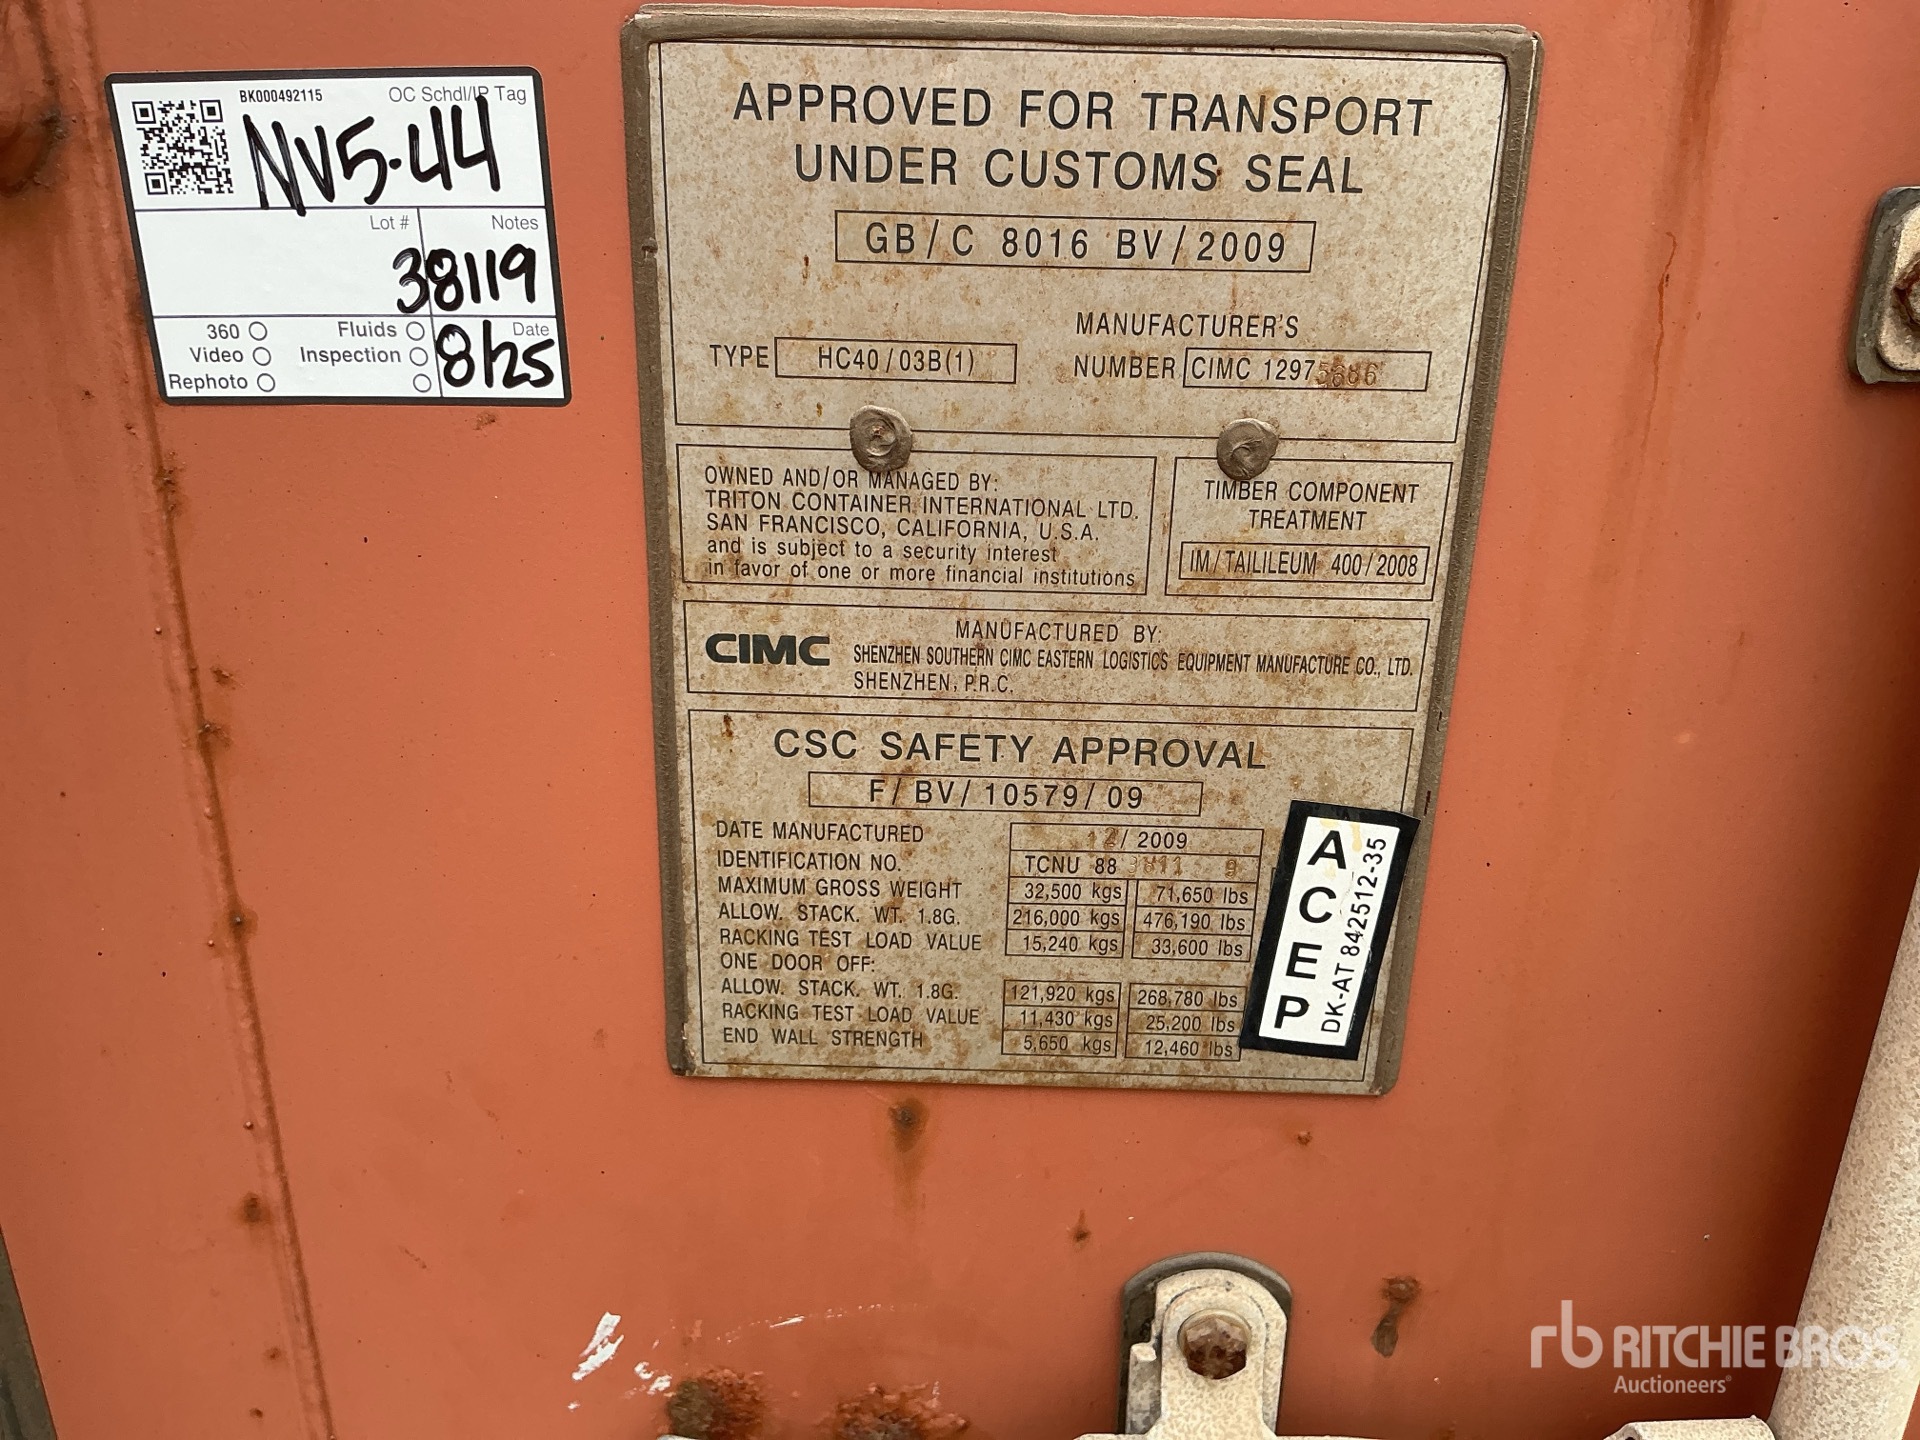 BK000492115 OC Schdl/IP Tag
NV5-44
Lot # Notes
38119
360 Fluids Date
Video Inspection 8/25
Rephoto
APPROVED FOR TRANSPORT
UNDER CUSTOMS SEAL
GB/C 8016 BV/2009
MANUFACTURER'S
TYPE HC40/03B(1) NUMBER CIMC 1297
OWNED AND/OR MANAGED BY:
TRITON CONTAINER INTERNATIONAL LTD.
SAN FRANCISCO, CALIFORNIA, U.S.A.
and is subject to a security interest
in favor of one or more financial institutions
TIMBER COMPONENT
TREATMENT
IM/TAILILEUM 400/2008
CIMC
MANUFACTURED BY:
SHENZHEN SOUTHERN CIMC EASTERN LOGISTICS EQUIPMENT MANUFACTURE CO., LTD.
SHENZHEN, P.R.C.
CSC SAFETY APPROVAL
F/BV/10579/09
DATE MANUFACTURED 12/2009
IDENTIFICATION NO. TCNU 88
MAXIMUM GROSS WEIGHT 32,500 kgs 71,650 lbs
ALLOW. STACK. WT. 1.8G. 216,000 kgs 476,190 lbs
RACKING TEST LOAD VALUE 15,240 kgs 33,600 lbs
ONE DOOR OFF:
ALLOW. STACK. WT. 1.8G. 121,920 kgs 268,780 lbs
RACKING TEST LOAD VALUE 11,430 kgs 25,200 lbs
END WALL STRENGTH 5,650 kgs 12,460 lbs
ACEP
DK-AT 842512-35
rb RITCHIE BROS.
Auctioneers